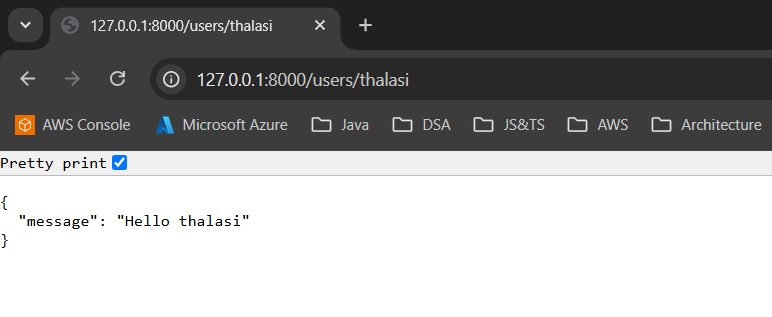 127.0.0.1:8000/users/thalasi
127.0.0.1:8000/users/thalasi
AWS Console Microsoft Azure Java DSA JS&TS AWS Architecture
Pretty print
{
"message": "Hello thalasi"
}